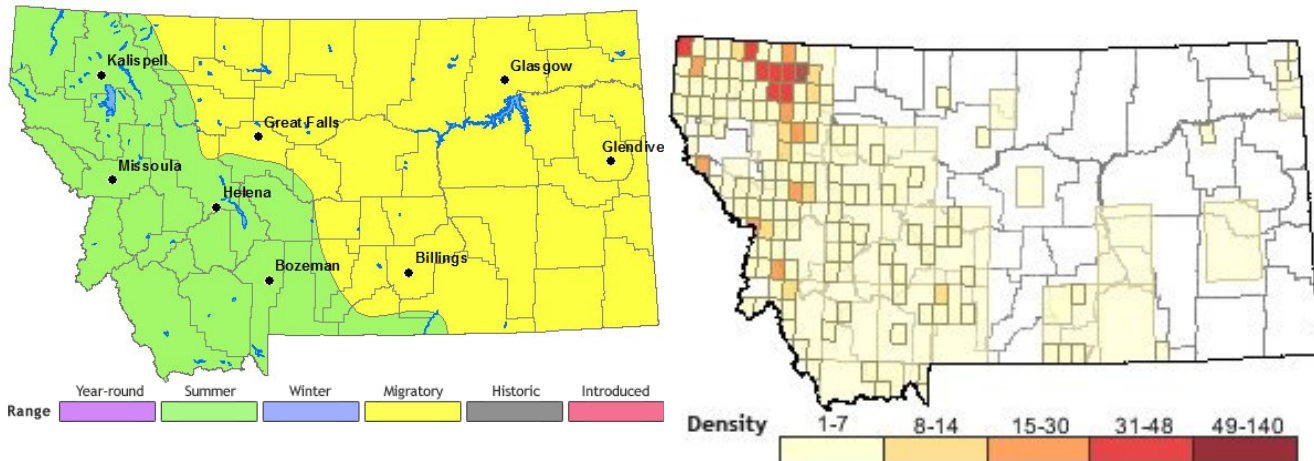 Kalispell
Glasgow
Great Falls
Glendive
Missoula
Helena
Bozeman
Billings
Range Year-round Summer Winter Migratory Historic Introduced
Density 1-7 8-14 15-30 31-48 49-140